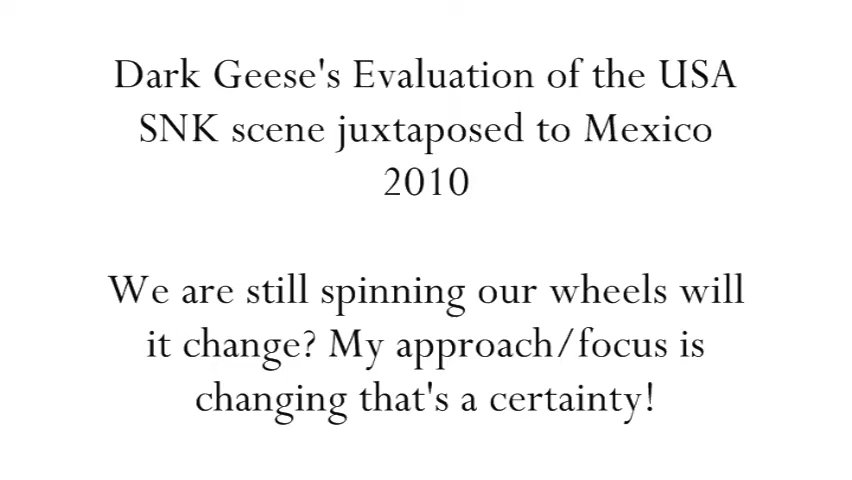 Dark Geese's Evaluation of the USA
SNK scene juxtaposed to Mexico
2010
We are still spinning our wheels will
it change? My approach/focus is
changing that's a certainty!